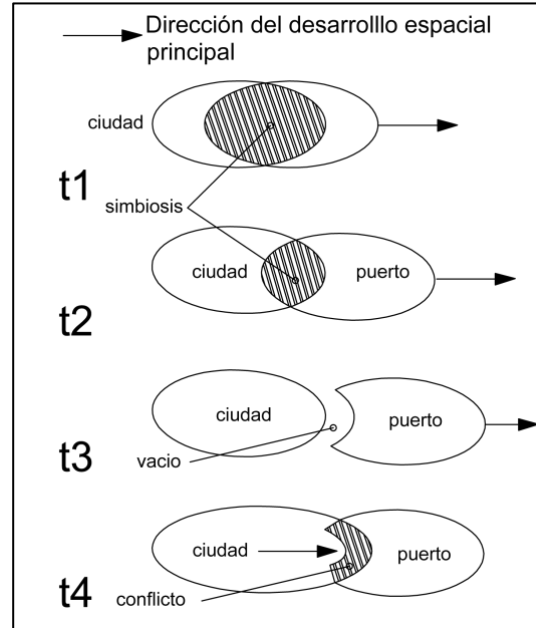 Dirección del desarrolllo espacial
principal
ciudad
t1
simbiosis
ciudad puerto
t2
ciudad puerto
t3
vacio
ciudad puerto
t4
conflicto